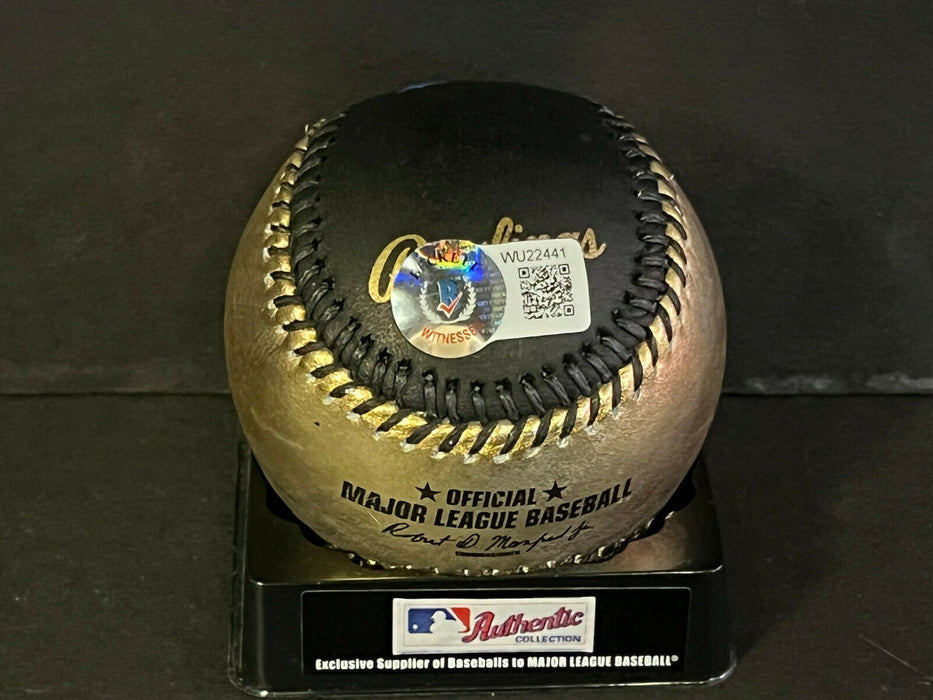 Rawlings
BECKETT
WITNESSED
WU22441
★ OFFICIAL ★
MAJOR LEAGUE BASEBALL
Robert D. Manfred Jr.
Authentic
COLLECTION
Exclusive Supplier of Baseballs to MAJOR LEAGUE BASEBALL®